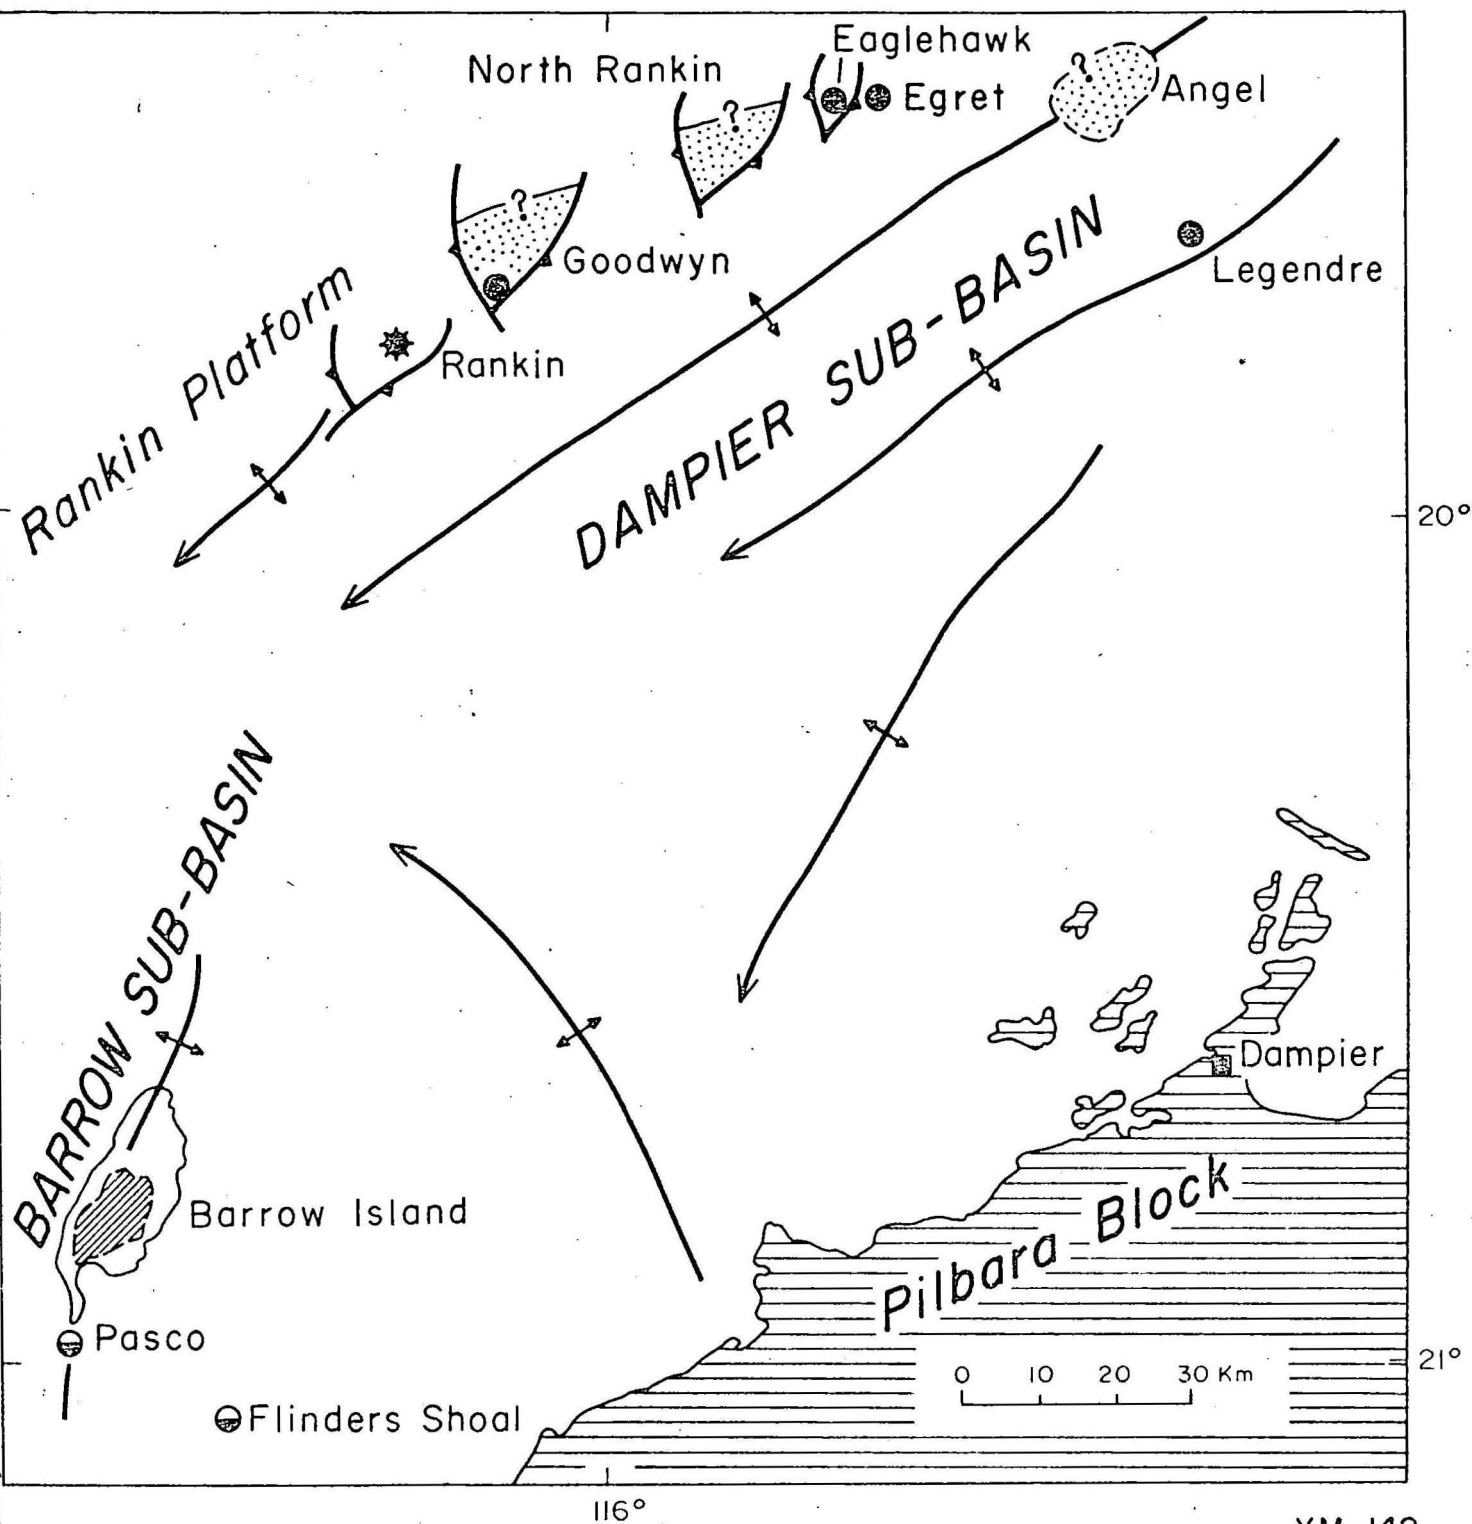 Eaglehawk
North Rankin
?
?
Egret
?
Angel
?
Goodwyn
Legendre
Rankin
Rankin Platform
DAMPIER SUB-BASIN
20°
BARROW SUB-BASIN
Dampier
Barrow Island
Pilbara Block
Pasco
0 10 20 30 Km
21°
Flinders Shoal
116°